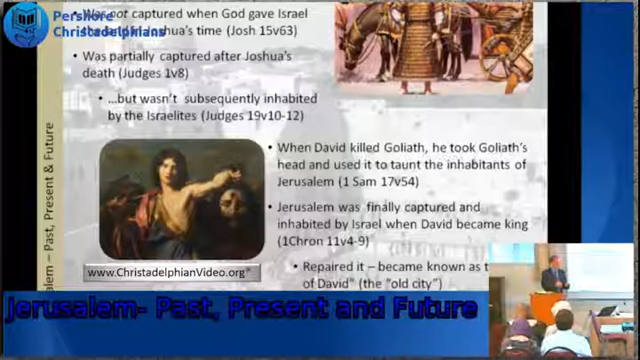 Pershore
Christadelphians
Was not captured when God gave Israel
Joshua's time (Josh 15v63)
Was partially captured after Joshua's
death (Judges 1v8)
…but wasn't subsequently inhabited
by the Israelites (Judges 19v10-12)
When David killed Goliath, he took Goliath's
head and used it to taunt the inhabitants of
Jerusalem (1 Sam 17v54)
Jerusalem was finally captured and
inhabited by Israel when David became king
(1Chron 11v4-9)
Repaired it – became known as t
of David" (the "old city")
alem – Past, Present & Future
www.ChristadelphianVideo.org
Jerusalem- Past, Present and Future